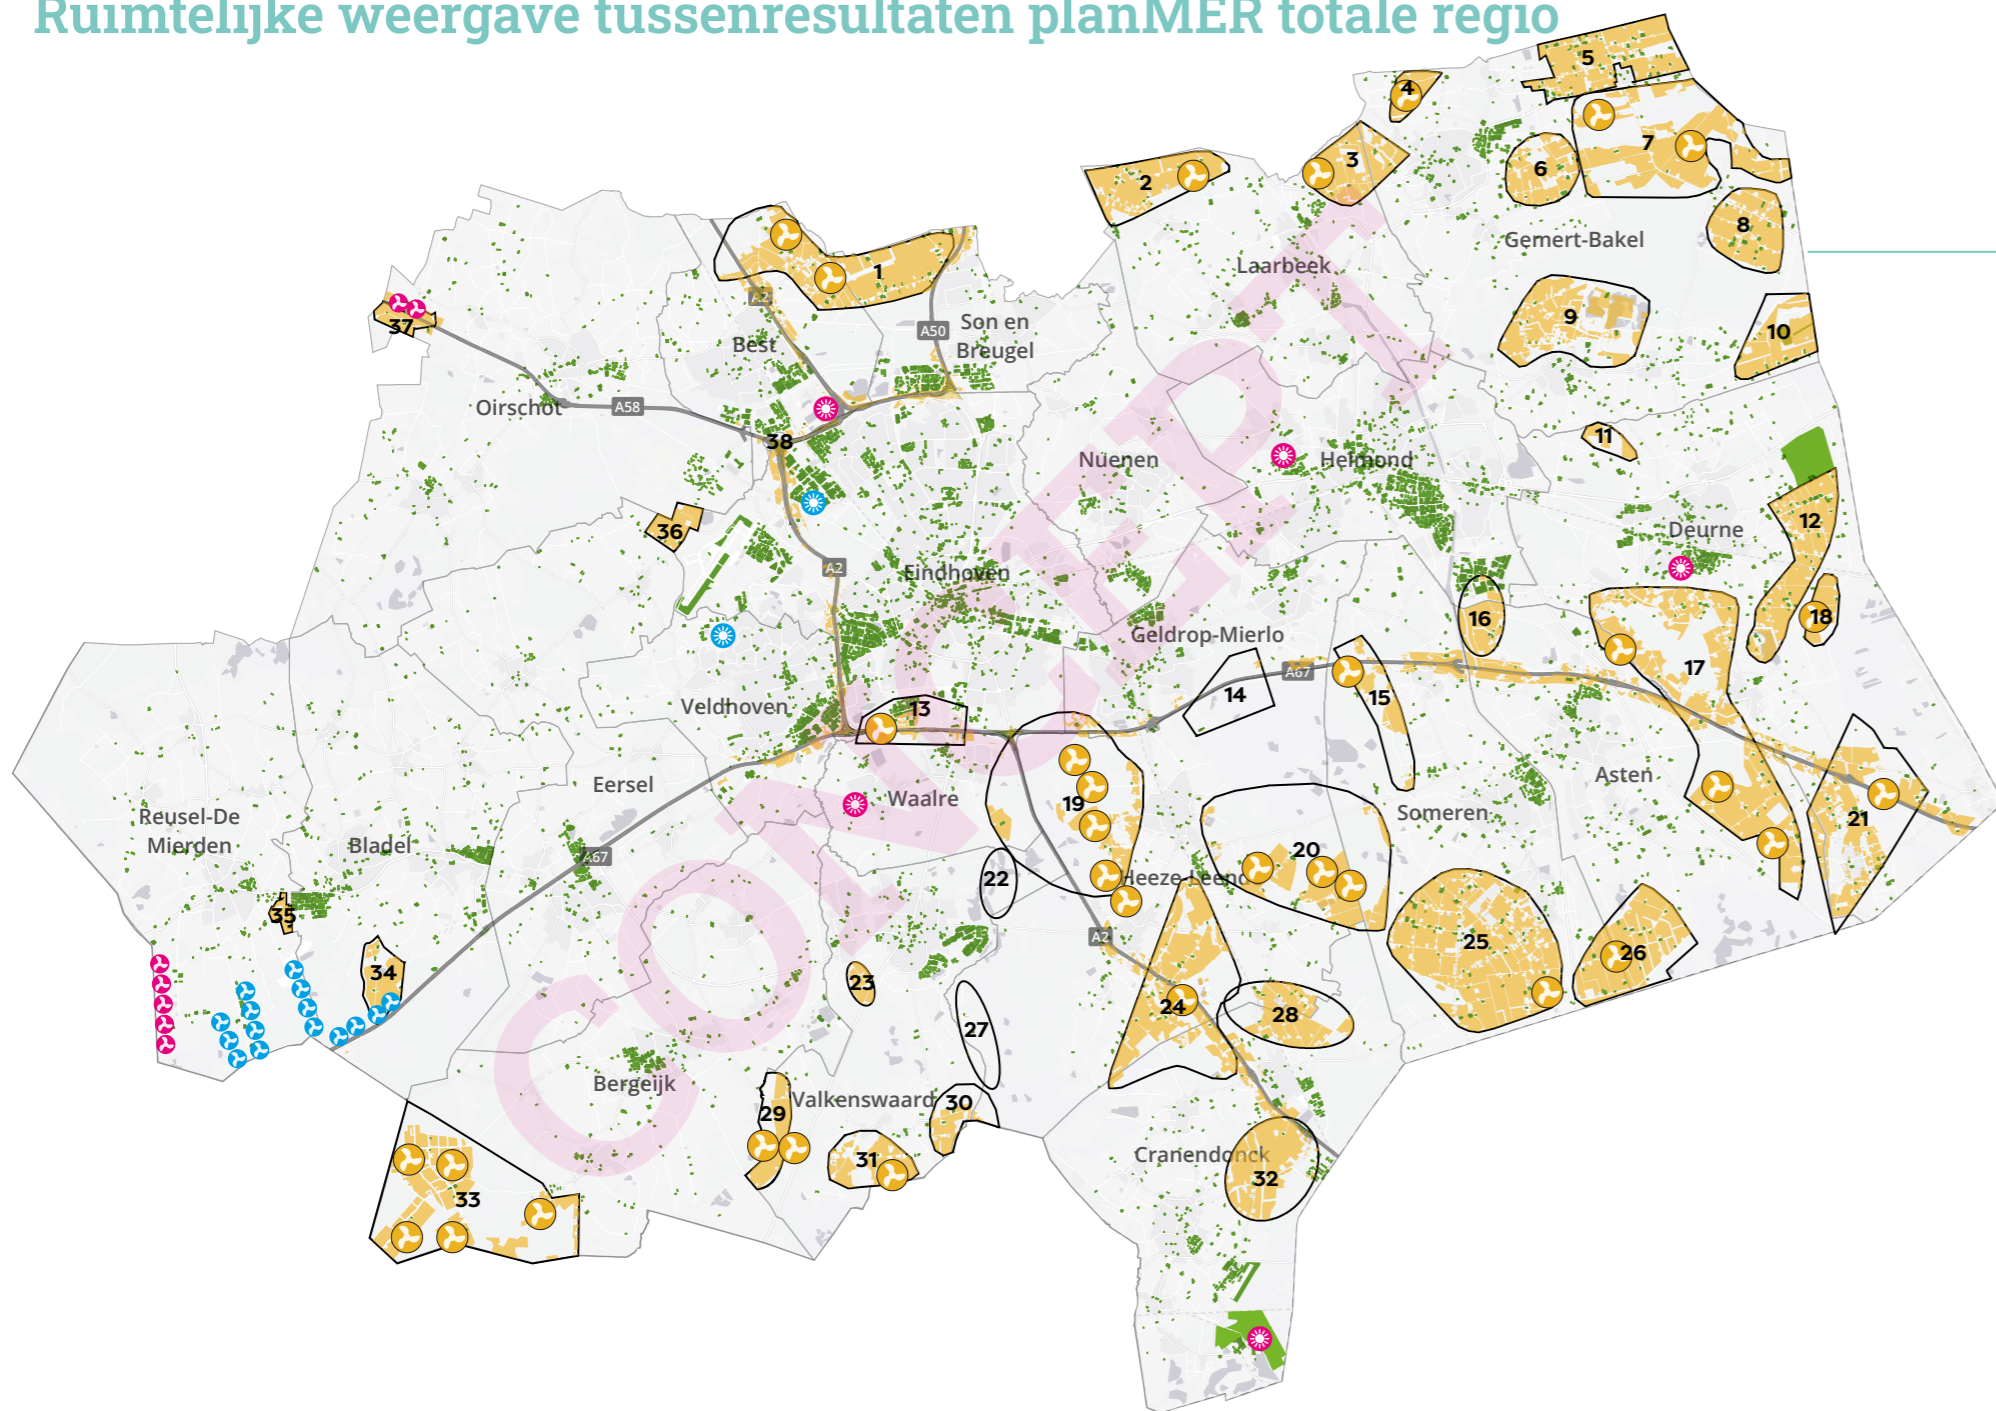 Ruimtelijke weergave tussenresultaten planMER totale regio
5
4
7
3
2
6
8
Gemert-Bakel
Laarbeek
1
A2
9
37
Son en
Breugel
A50
10
Best
Oirschot
A58
11
38
Nuenen
Helmond
12
Deurne
36
A2
Eindhoven
18
16
Geldrop-Mierlo
17
A67
14
15
13
Veldhoven
Asten
Eersel
19
Waalre
Someren
21
Reusel-De
Mierden
Bladel
20
A67
22
Heeze-Leende
35
A2
25
26
34
23
24
28
27
Bergeijk
29
Valkenswaard
30
Cranendonck
31
32
33
CONCEPT